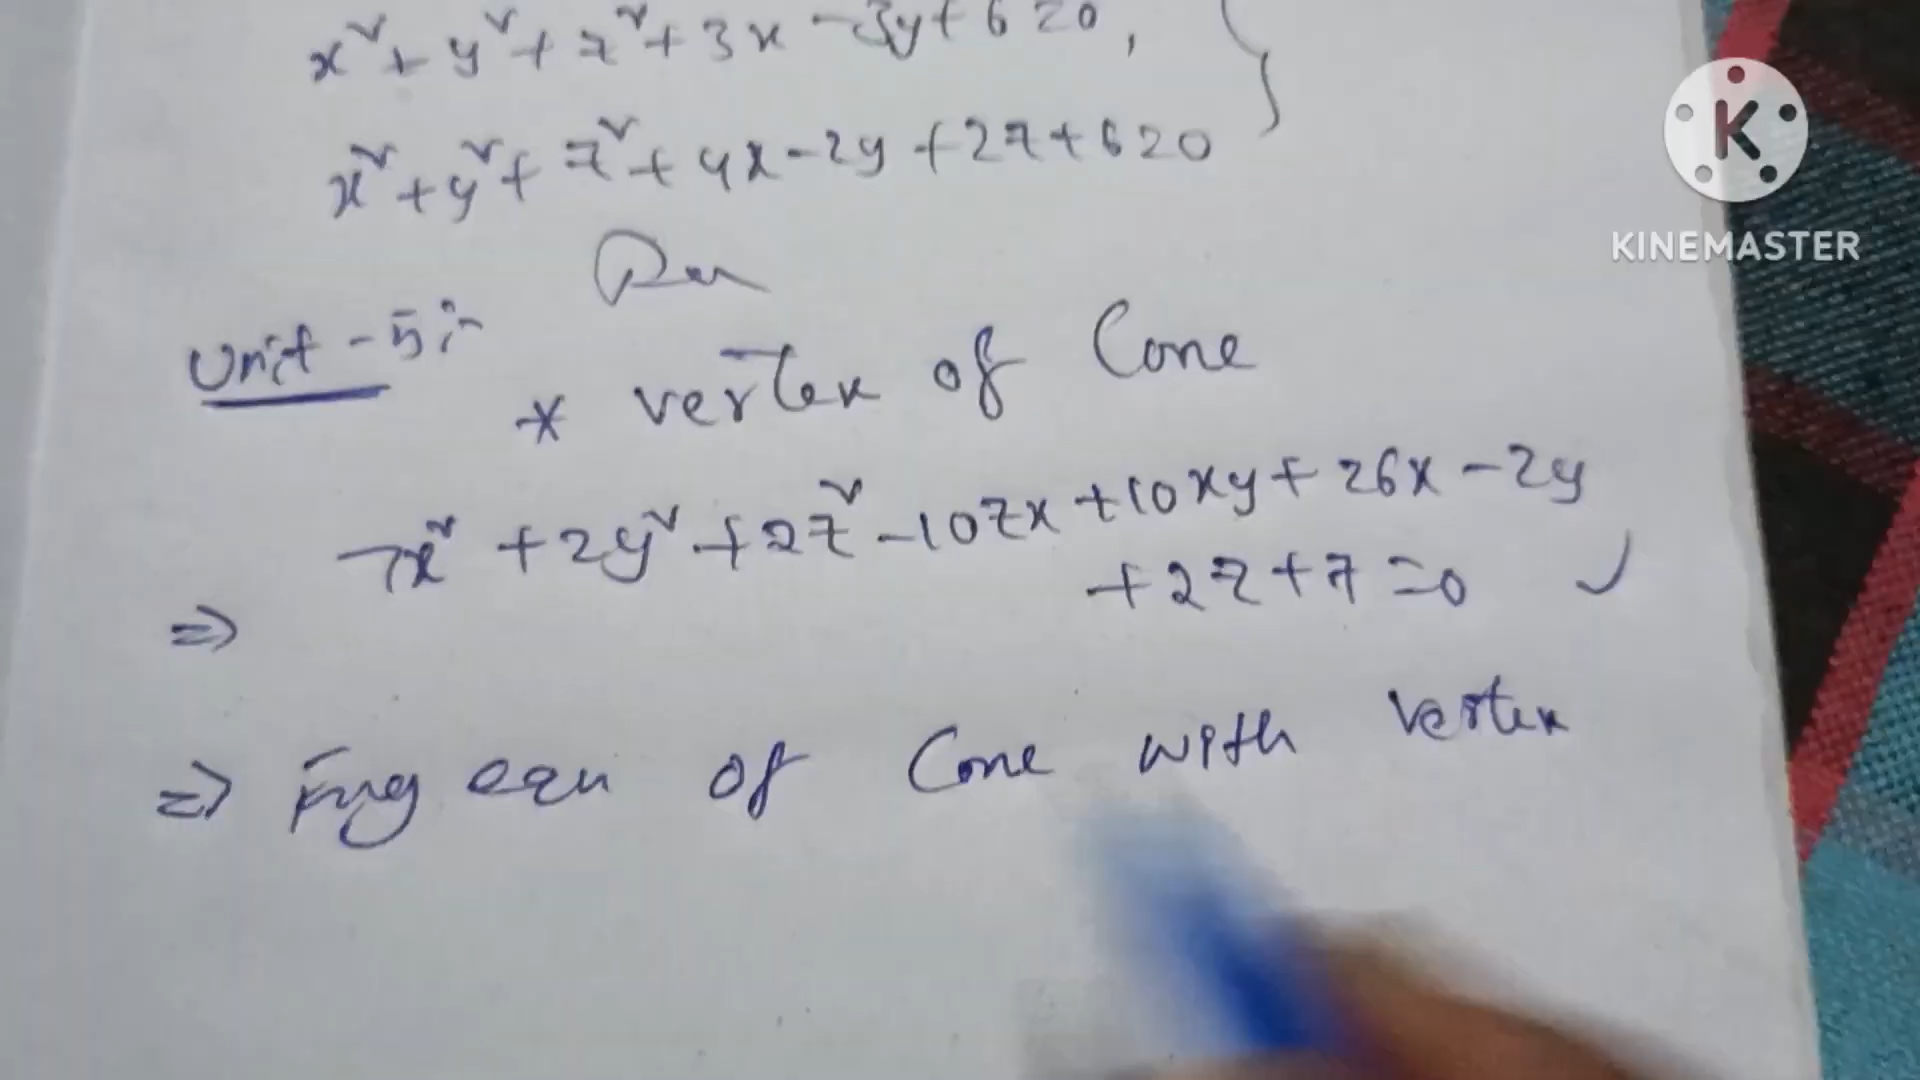 x² + y² + z² + 3x - 3y + 6 = 0,
x² + y² + z² + 4x - 2y + 2z + 6 = 0
Unit - 5 :-
* vertex of Cone
7x² + 2y² + 2z² - 10zx + 10xy + 26x - 2y
+ 2z + 7 = 0 ✓
⇒
⇒ eqn of Cone with vertex
K
KINEMASTER